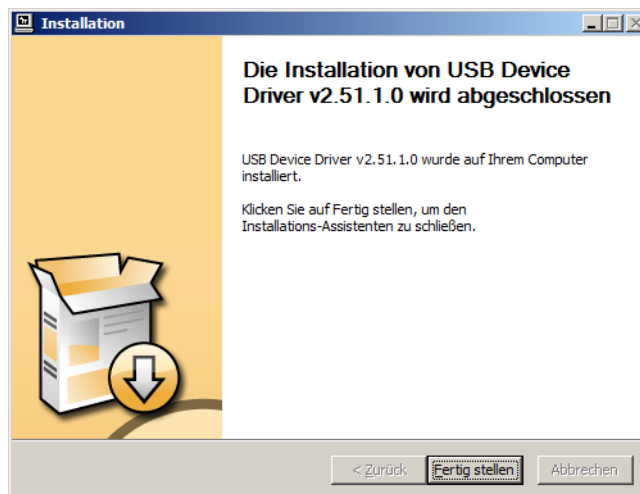 Installation
Die Installation von USB Device
Driver v2.51.1.0 wird abgeschlossen
USB Device Driver v2.51.1.0 wurde auf Ihrem Computer
installiert.
Klicken Sie auf Fertig stellen, um den
Installations-Assistenten zu schließen.
< Zurück Fertig stellen Abbrechen